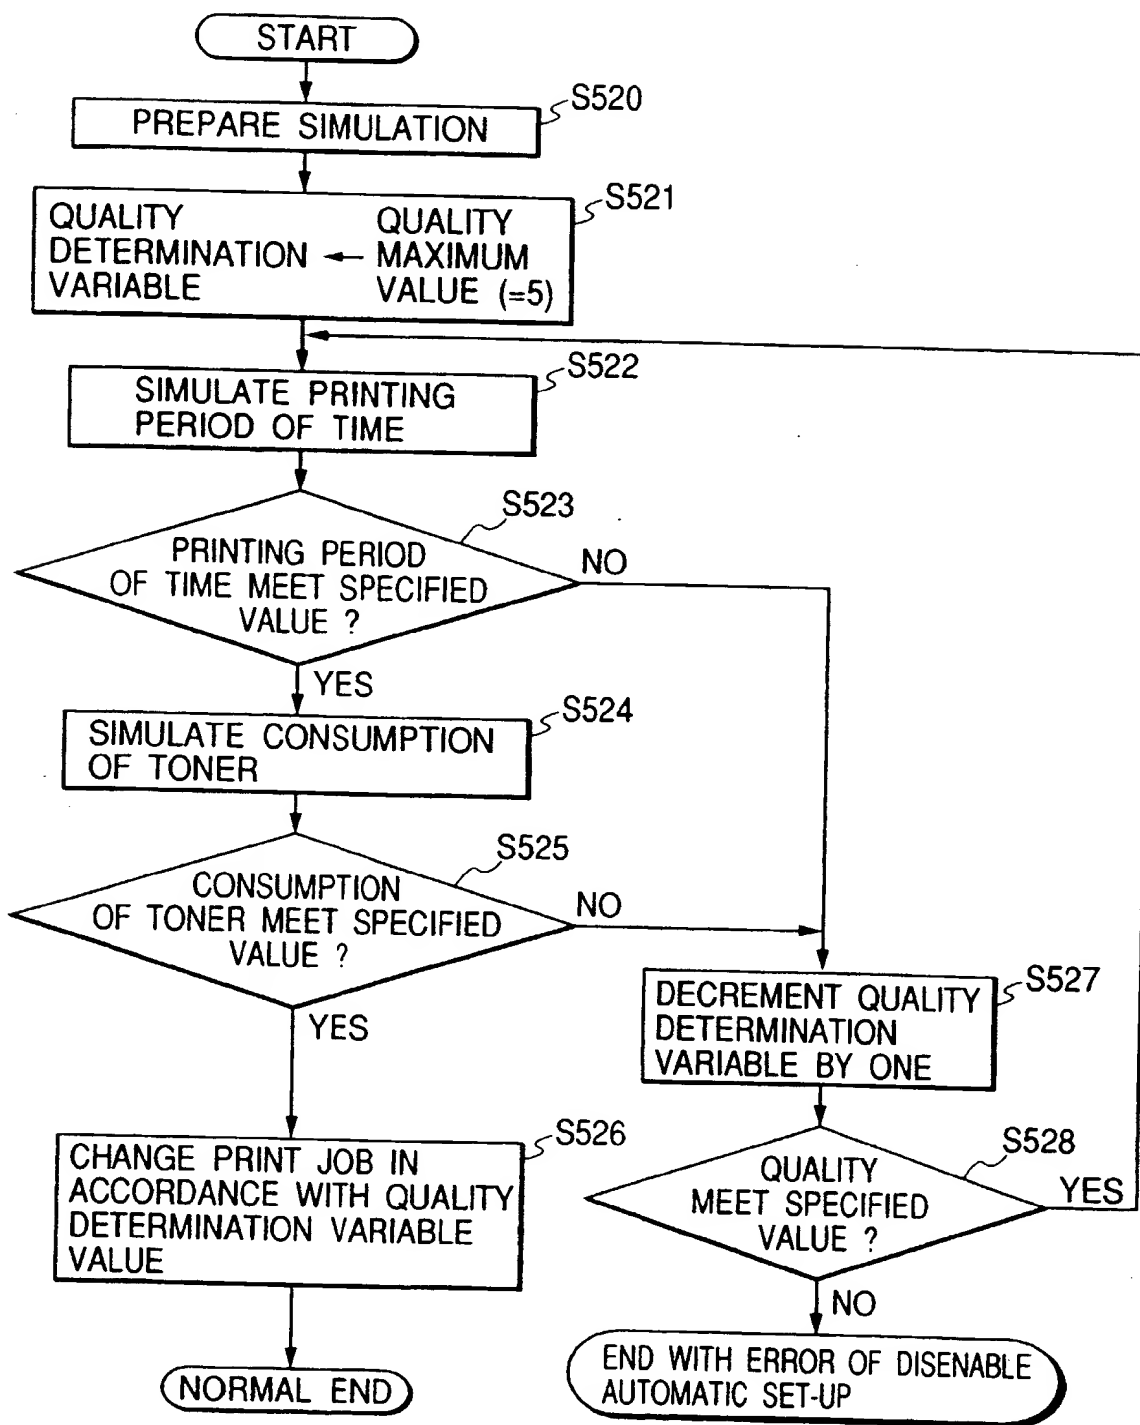 START
S520
PREPARE SIMULATION
S521
QUALITY
DETERMINATION
VARIABLE
QUALITY
MAXIMUM
VALUE (=5)
S522
SIMULATE PRINTING
PERIOD OF TIME
S523
PRINTING PERIOD
OF TIME MEET SPECIFIED
VALUE ?
NO
YES
S524
SIMULATE CONSUMPTION
OF TONER
S525
CONSUMPTION
OF TONER MEET SPECIFIED
VALUE ?
NO
YES
S527
DECREMENT QUALITY
DETERMINATION
VARIABLE BY ONE
S526
CHANGE PRINT JOB IN
ACCORDANCE WITH QUALITY
DETERMINATION VARIABLE
VALUE
S528
QUALITY
MEET SPECIFIED
VALUE ?
YES
NO
NORMAL END
END WITH ERROR OF DISENABLE
AUTOMATIC SET-UP